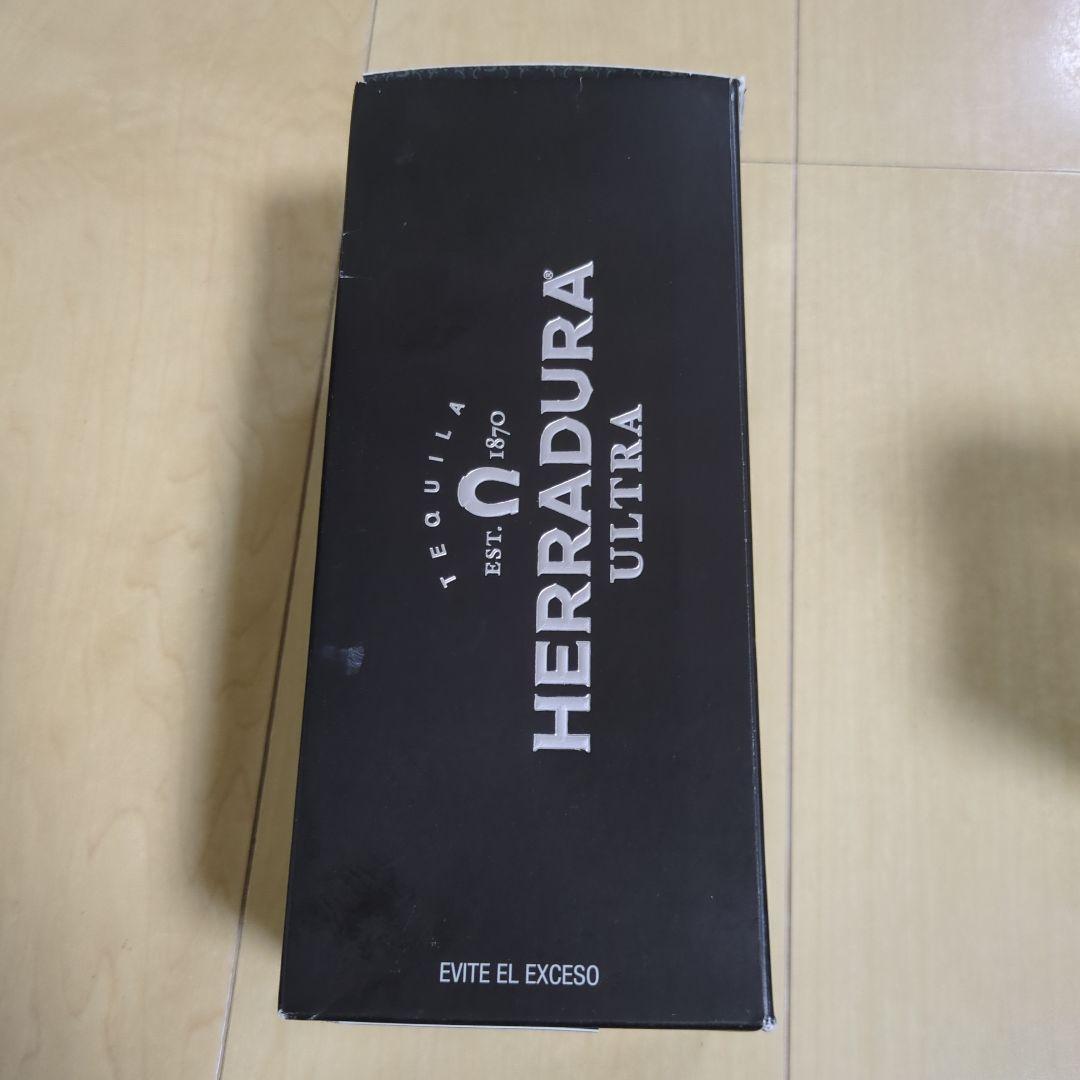 TEQUILA
EST. 1870
HERRADURA®
ULTRA
EVITE EL EXCESO